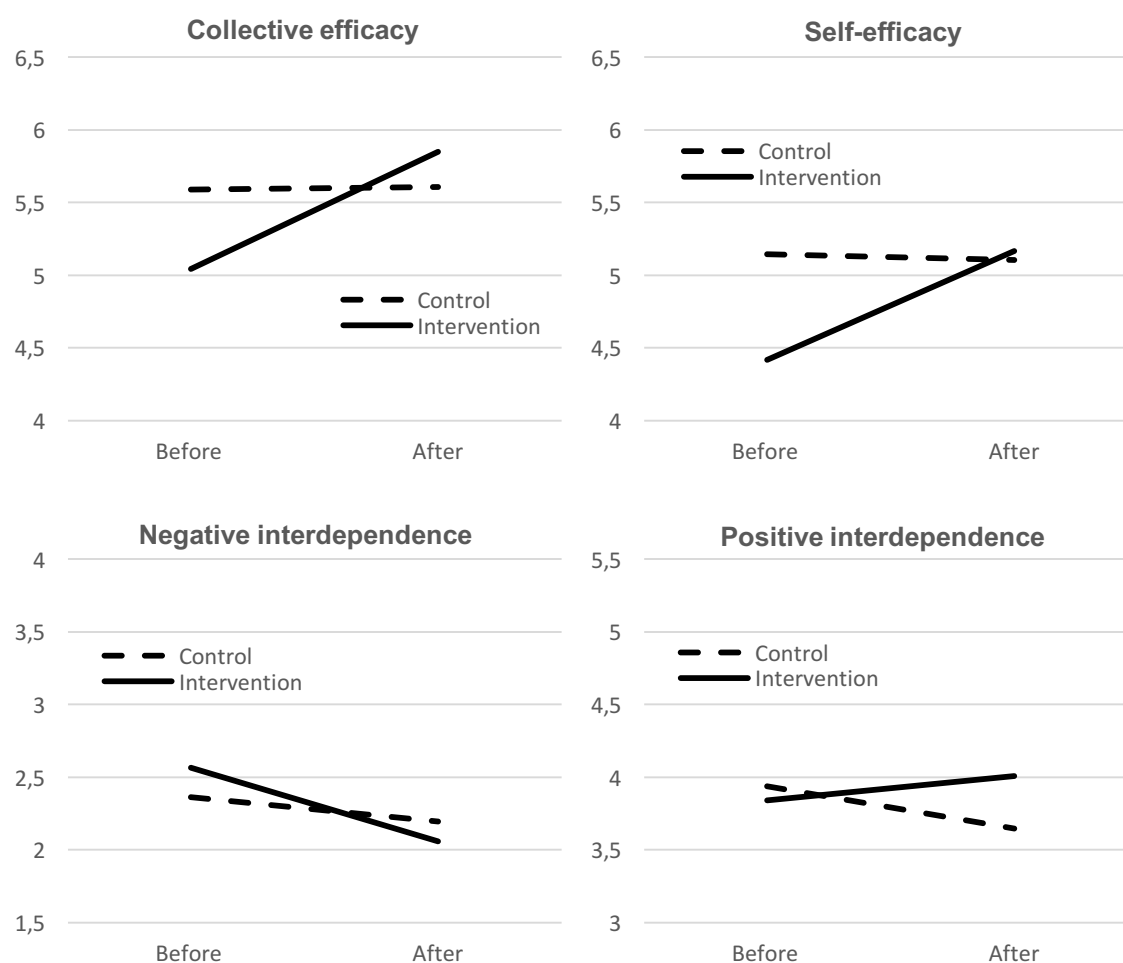 Collective efficacy
6,5
6
5,5
5
4,5
4
Control
Intervention
Before After
Self-efficacy
6,5
6
5,5
5
4,5
4
Control
Intervention
Before After
Negative interdependence
4
3,5
3
2,5
2
1,5
Control
Intervention
Before After
Positive interdependence
5,5
5
4,5
4
3,5
3
Control
Intervention
Before After